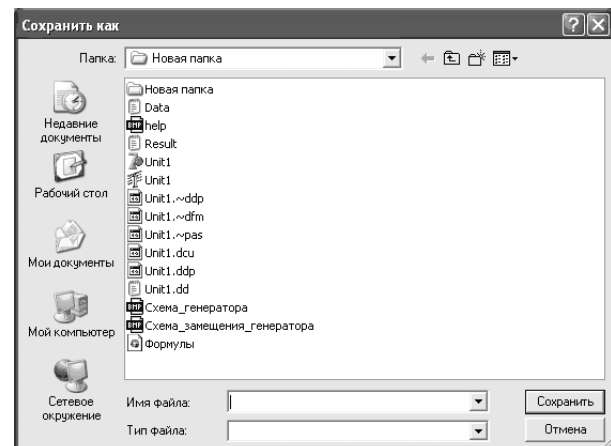 Сохранить как
Папка:
Новая папка
Недавние
документы
Рабочий стол
Мои документы
Мой компьютер
Сетевое
окружение
Новая папка
Data
help
Result
Unit1
Unit1
Unit1.~ddp
Unit1.~dfm
Unit1.~pas
Unit1.dcu
Unit1.ddp
Unit1.dd
Схема_генератора
Схема_замещения_генератора
Формулы
Имя файла:
Сохранить
Тип файла:
Отмена